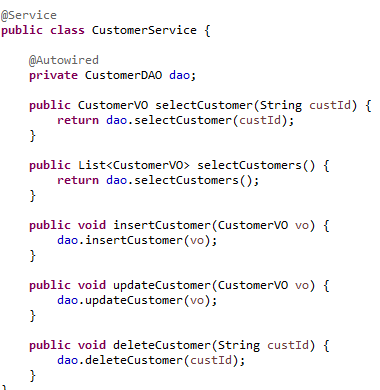 @Service
public class CustomerService {
@Autowired
private CustomerDAO dao;
public CustomerVO selectCustomer(String custId) {
return dao.selectCustomer(custId);
}
public List<CustomerVO> selectCustomers() {
return dao.selectCustomers();
}
public void insertCustomer(CustomerVO vo) {
dao.insertCustomer(vo);
}
public void updateCustomer(CustomerVO vo) {
dao.updateCustomer(vo);
}
public void deleteCustomer(String custId) {
dao.deleteCustomer(custId);
}
}